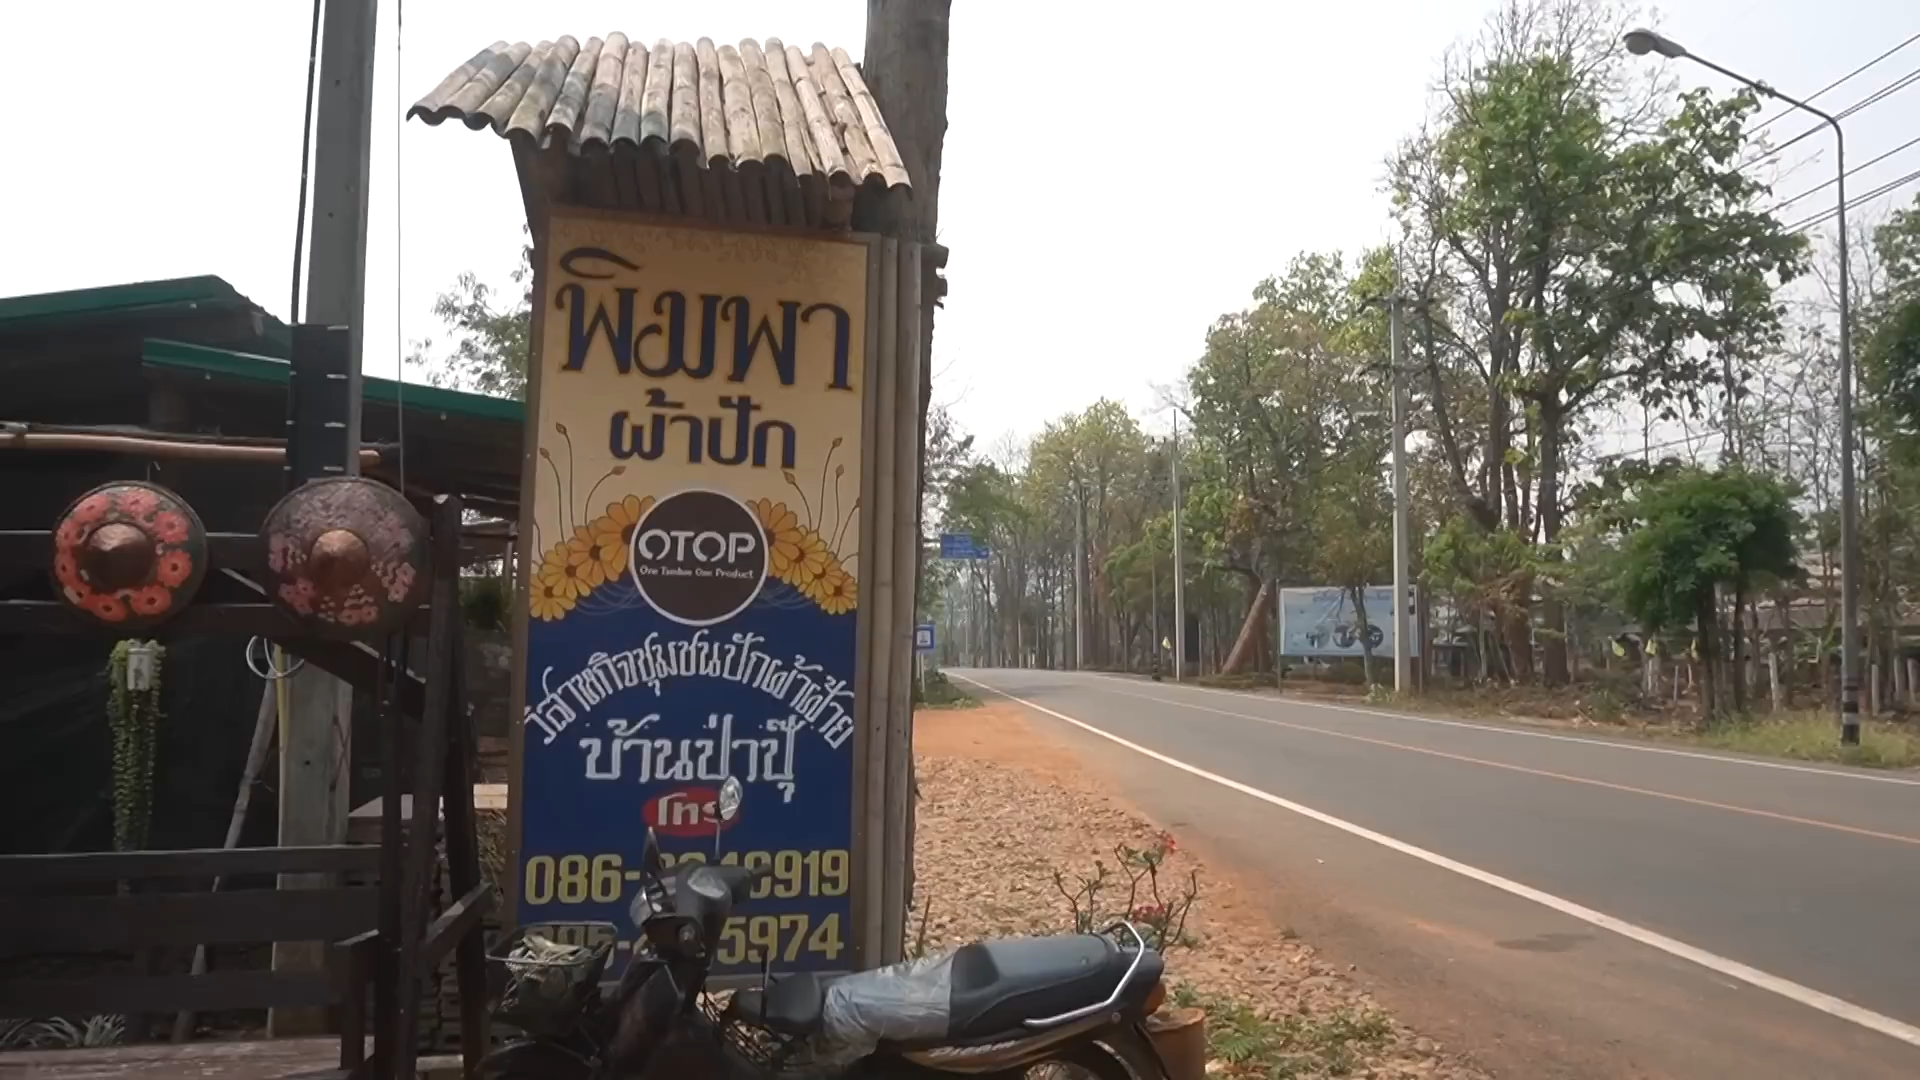 พิมพา
ผ้าปัก
OTOP
One Tambon One Product
วิสาหกิจชุมชนปักผ้าฝ้าย
บ้านป่าปุ๊
โทร
086-
5974